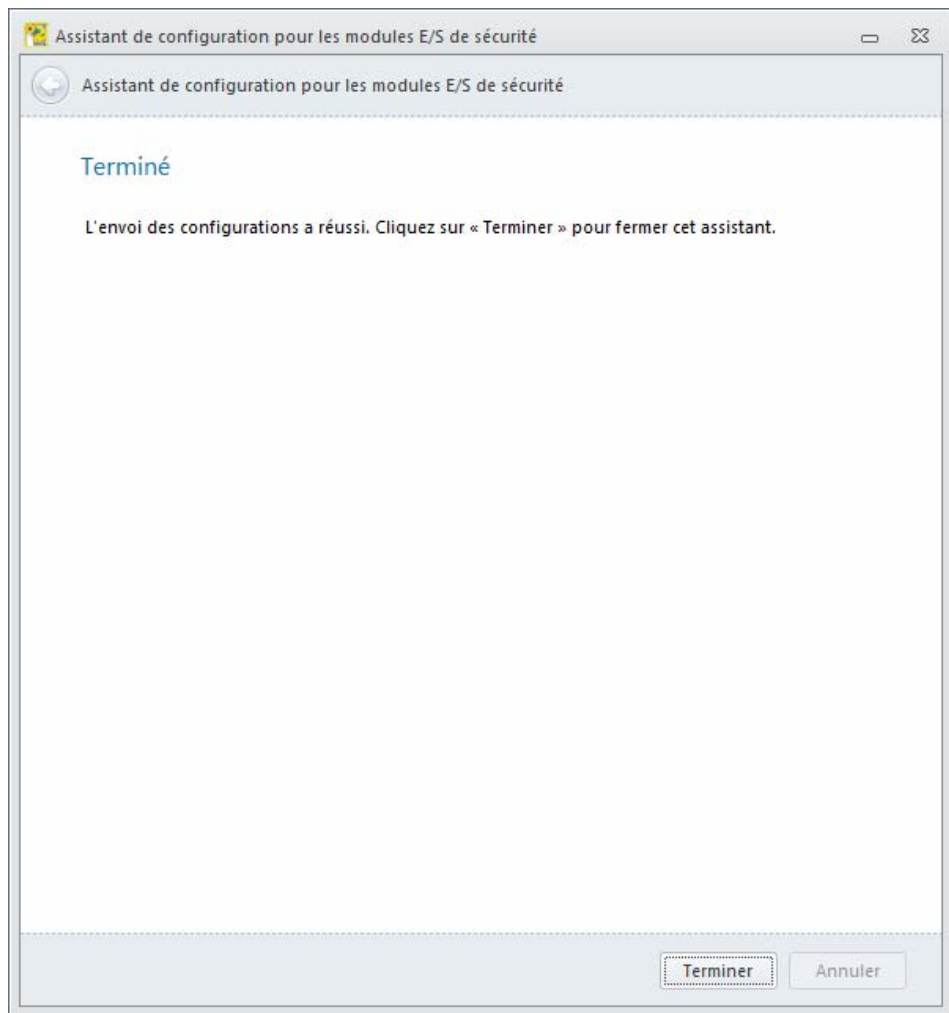 Assistant de configuration pour les modules E/S de sécurité
Assistant de configuration pour les modules E/S de sécurité
Terminé
L'envoi des configurations a réussi. Cliquez sur « Terminer » pour fermer cet assistant.
Terminer
Annuler